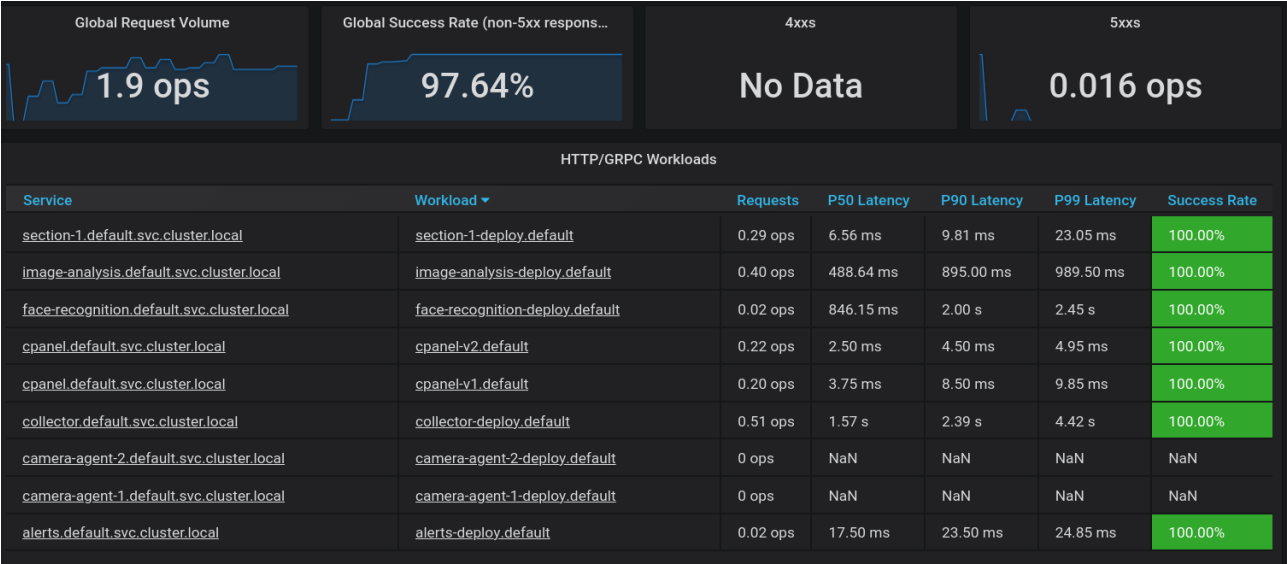 Global Request Volume
1.9 ops
Global Success Rate (non-5xx respons...
97.64%
4xxs
No Data
5xxs
0.016 ops
HTTP/GRPC Workloads
Service Workload Requests P50 Latency P90 Latency P99 Latency Success Rate
section-1.default.svc.cluster.local section-1-deploy.default 0.29 ops 6.56 ms 9.81 ms 23.05 ms 100.00%
image-analysis.default.svc.cluster.local image-analysis-deploy.default 0.40 ops 488.64 ms 895.00 ms 989.50 ms 100.00%
face-recognition.default.svc.cluster.local face-recognition-deploy.default 0.02 ops 846.15 ms 2.00 s 2.45 s 100.00%
cpanel.default.svc.cluster.local cpanel-v2.default 0.22 ops 2.50 ms 4.50 ms 4.95 ms 100.00%
cpanel.default.svc.cluster.local cpanel-v1.default 0.20 ops 3.75 ms 8.50 ms 9.85 ms 100.00%
collector.default.svc.cluster.local collector-deploy.default 0.51 ops 1.57 s 2.39 s 4.42 s 100.00%
camera-agent-2.default.svc.cluster.local camera-agent-2-deploy.default 0 ops NaN NaN NaN NaN
camera-agent-1.default.svc.cluster.local camera-agent-1-deploy.default 0 ops NaN NaN NaN NaN
alerts.default.svc.cluster.local alerts-deploy.default 0.02 ops 17.50 ms 23.50 ms 24.85 ms 100.00%